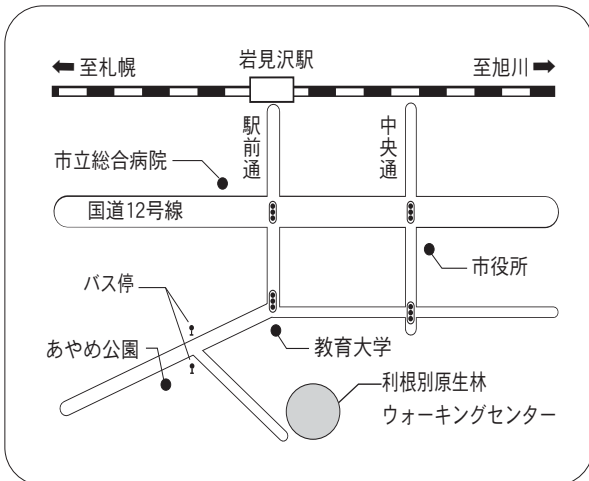 岩見沢駅
至札幌
至旭川
駅前通
中央通
市立総合病院
国道12号線
市役所
バス停
あやめ公園
教育大学
利根別原生林
ウォーキングセンター